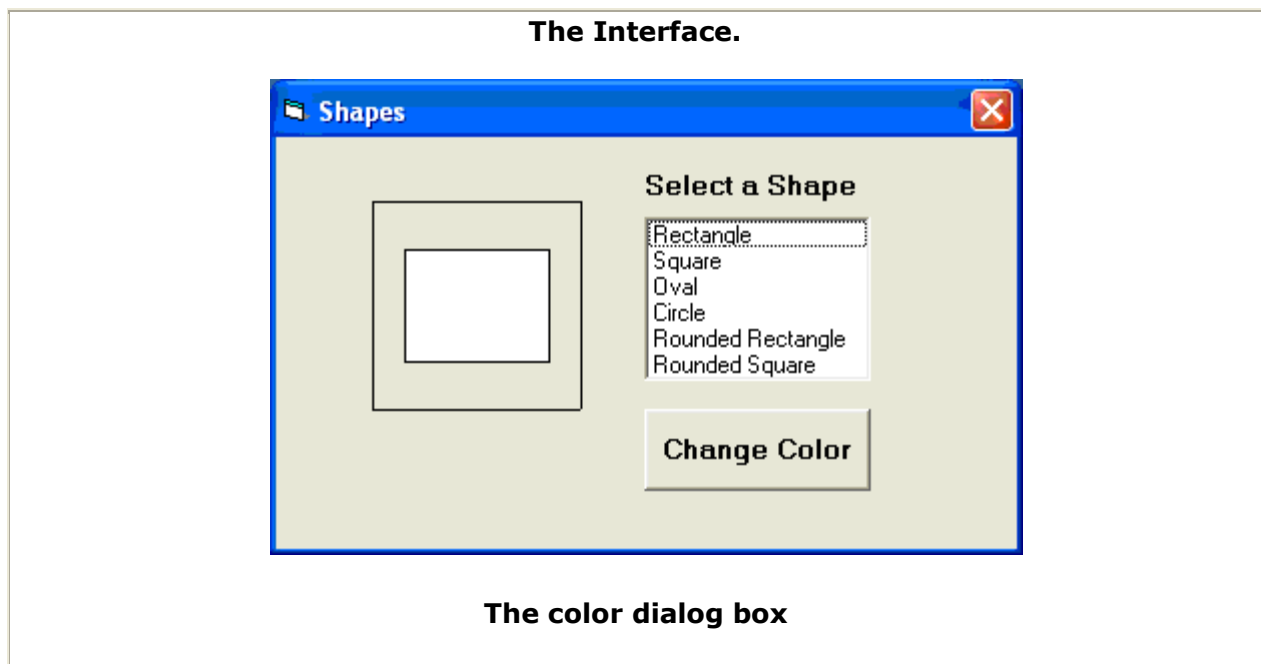 The Interface.
Shapes
Select a Shape
Rectangle
Square
Oval
Circle
Rounded Rectangle
Rounded Square
Change Color
The color dialog box